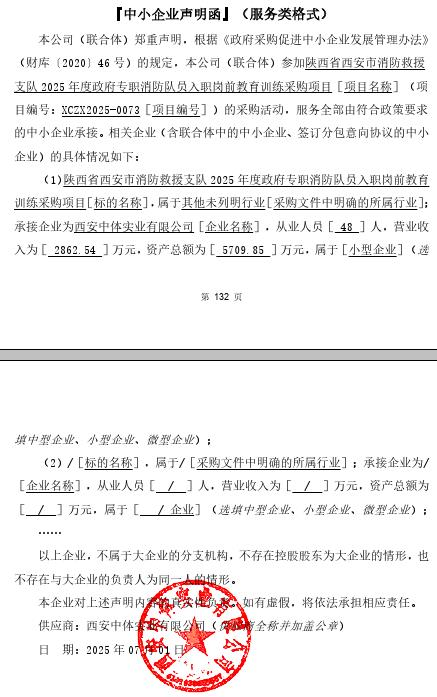 『中小企业声明函』（服务类格式）
本公司（联合体）郑重声明，根据《政府采购促进中小企业发展管理办法》
（财库〔2020〕46 号）的规定，本公司（联合体）参加陕西省西安市消防救援
支队 2025 年度政府专职消防队员入职岗前教育训练采购项目［项目名称］（项
目编号：XCZX2025-0073［项目编号］）的采购活动，服务全部由符合政策要求
的中小企业承接。相关企业（含联合体中的中小企业、签订分包意向协议的中小
企业）的具体情况如下：
(1)陕西省西安市消防救援支队 2025 年度政府专职消防队员入职岗前教育
训练采购项目［标的名称］，属于其他未列明行业［采购文件中明确的所属行业］；
承接企业为西安中体实业有限公司［企业名称］，从业人员［ 48 ］人，营业收
入为［ 2862.54 ］万元，资产总额为［ 5709.85 ］万元，属于［小型企业］（选
第 132 页
填中型企业、小型企业、微型企业）；
（2）/［标的名称］，属于/［采购文件中明确的所属行业］；承接企业为/
［企业名称］，从业人员［ / ］人，营业收入为［ / ］万元，资产总额为
［ / ］万元，属于［ / 企业］（选填中型企业、小型企业、微型企业）；
……
以上企业，不属于大企业的分支机构，不存在控股股东为大企业的情形，也
不存在与大企业的负责人为同一人的情形。
本企业对上述声明内容的真实性负责。如有虚假，将依法承担相应责任。
供应商：西安中体实业有限公司（供应商全称并加盖公章）
日 期：2025 年 07 月 01 日